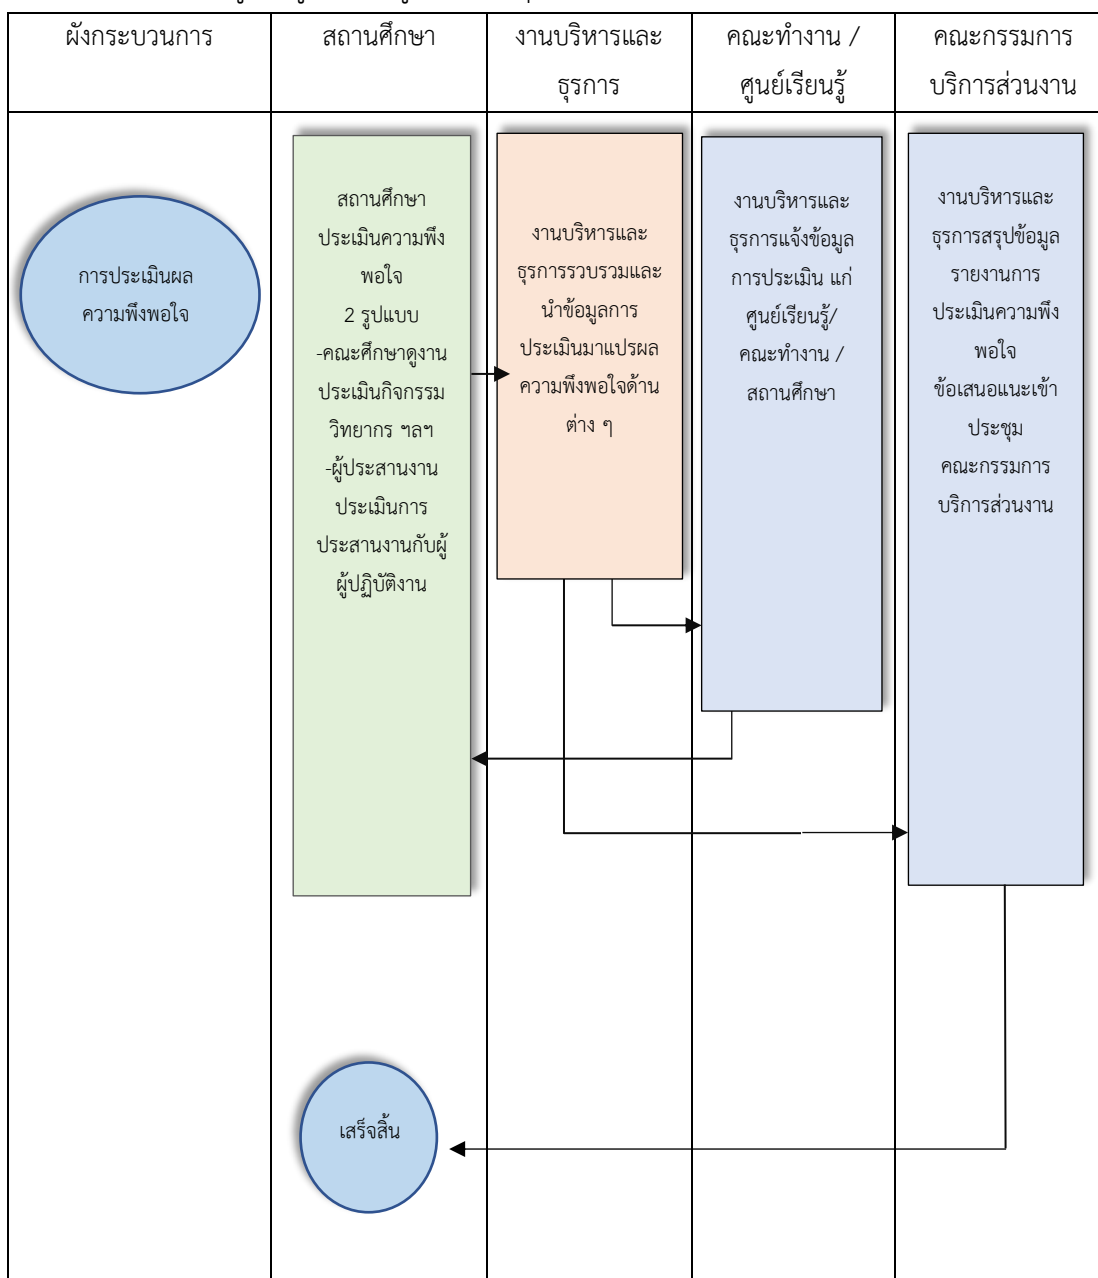 ผังกระบวนการ
สถานศึกษา
งานบริหารและ
ธุรการ
คณะทำงาน /
ศูนย์เรียนรู้
คณะกรรมการ
บริการส่วนงาน
การประเมินผล
ความพึงพอใจ
สถานศึกษา
ประเมินความพึง
พอใจ
2 รูปแบบ
-คณะศึกษาดูงาน
ประเมินกิจกรรม
วิทยากร ฯลฯ
-ผู้ประสานงาน
ประเมินการ
ประสานงานกับผู้
ผู้ปฏิบัติงาน
งานบริหารและ
ธุรการรวบรวมและ
นำข้อมูลการ
ประเมินมาแปรผล
ความพึงพอใจด้าน
ต่าง ๆ
งานบริหารและ
ธุรการแจ้งข้อมูล
การประเมิน แก่
ศูนย์เรียนรู้/
คณะทำงาน /
สถานศึกษา
งานบริหารและ
ธุรการสรุปข้อมูล
รายงานการ
ประเมินความพึง
พอใจ
ข้อเสนอแนะเข้า
ประชุม
คณะกรรมการ
บริการส่วนงาน
เสร็จสิ้น